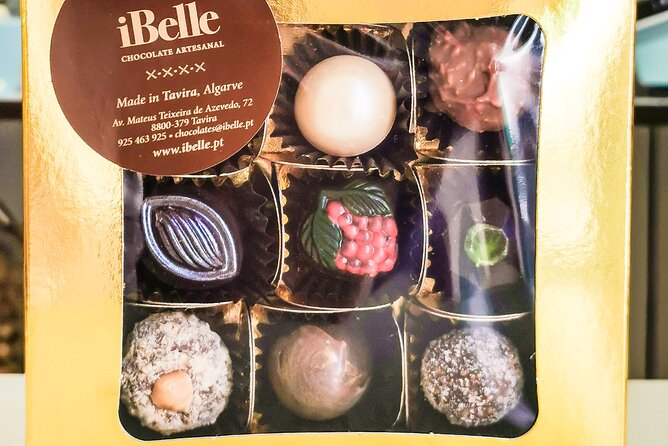 iBelle
CHOCOLATE ARTESANAL
Made in Tavira, Algarve
Av. Mateus Teixeira de Azevedo, 72
8800-379 Tavira
925 463 925 • chocolates@ibelle.pt
www.ibelle.pt